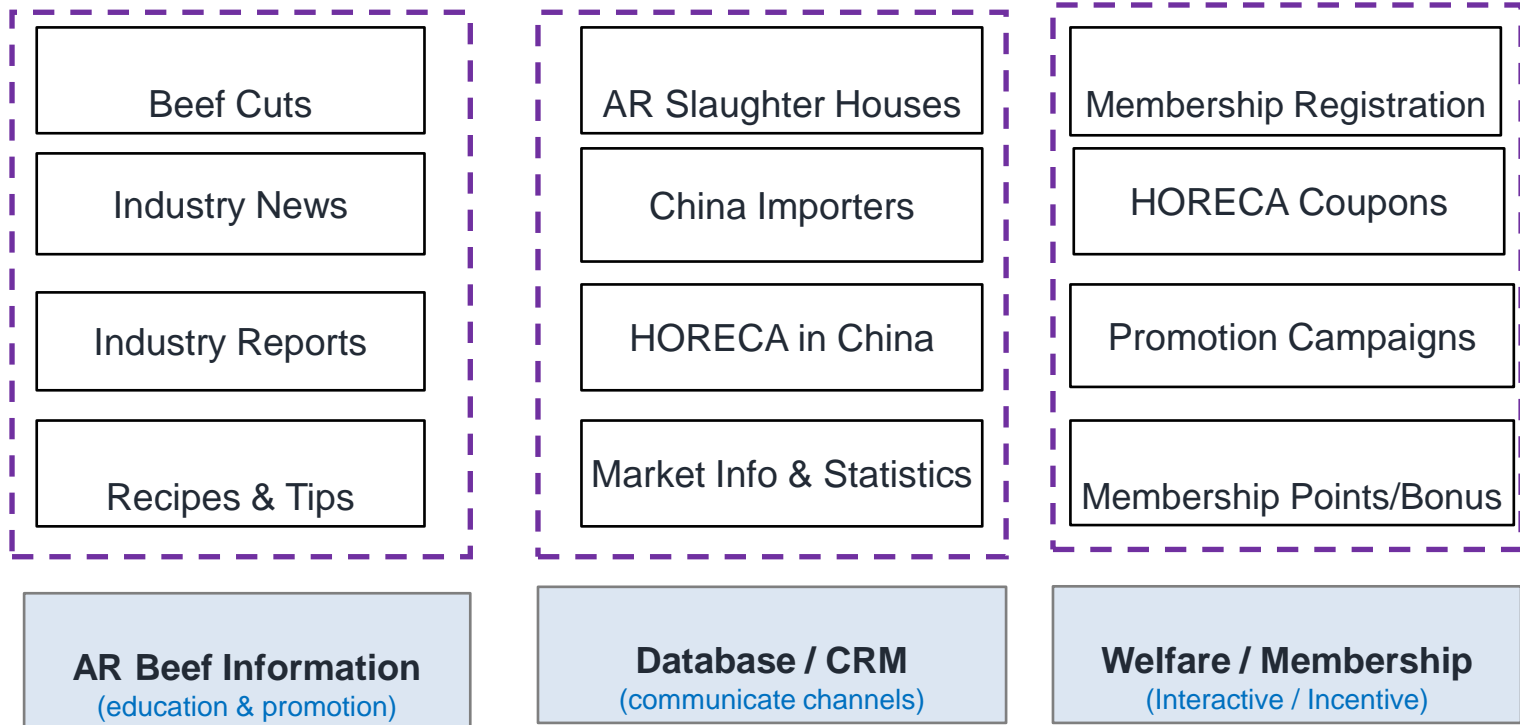 Beef Cuts
Industry News
Industry Reports
Recipes & Tips
AR Beef Information
(education & promotion)
AR Slaughter Houses
China Importers
HORECA in China
Market Info & Statistics
Database / CRM
(communicate channels)
Membership Registration
HORECA Coupons
Promotion Campaigns
Membership Points/Bonus
Welfare / Membership
(Interactive / Incentive)